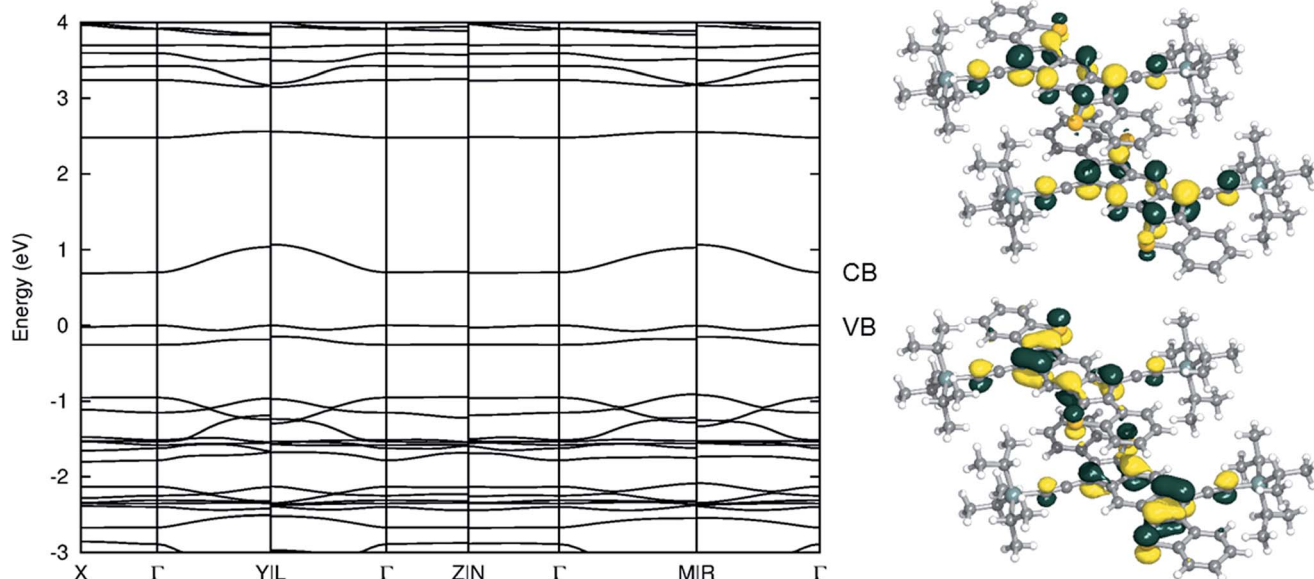 4
3
2
1
0
-1
-2
-3
Energy (eV)
X Γ Y|L Γ Z|N Γ M|R Γ
CB
VB